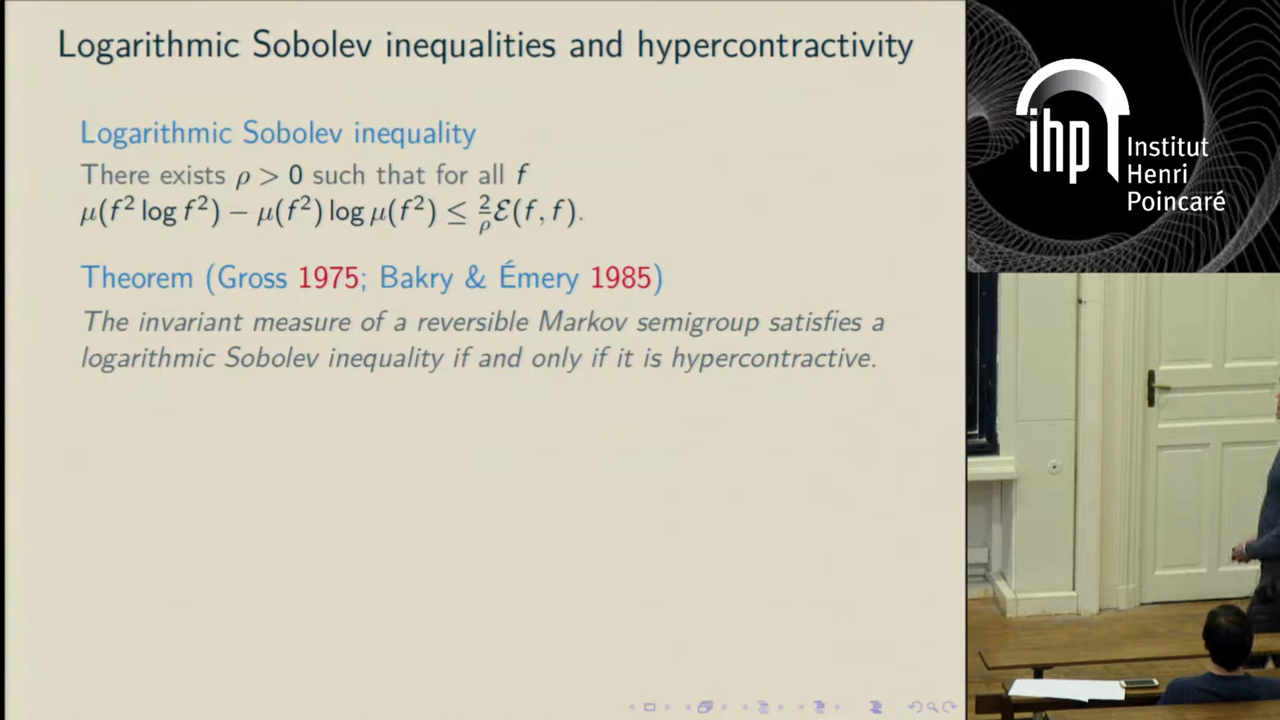 Logarithmic Sobolev inequalities and hypercontractivity
Logarithmic Sobolev inequality
There exists ρ > 0 such that for all f
μ(f² log f²) − μ(f²) log μ(f²) ≤ 2/ρ ℰ(f, f).
Theorem (Gross 1975; Bakry & Émery 1985)
The invariant measure of a reversible Markov semigroup satisfies a
logarithmic Sobolev inequality if and only if it is hypercontractive.
ihp
Institut
Henri
Poincaré